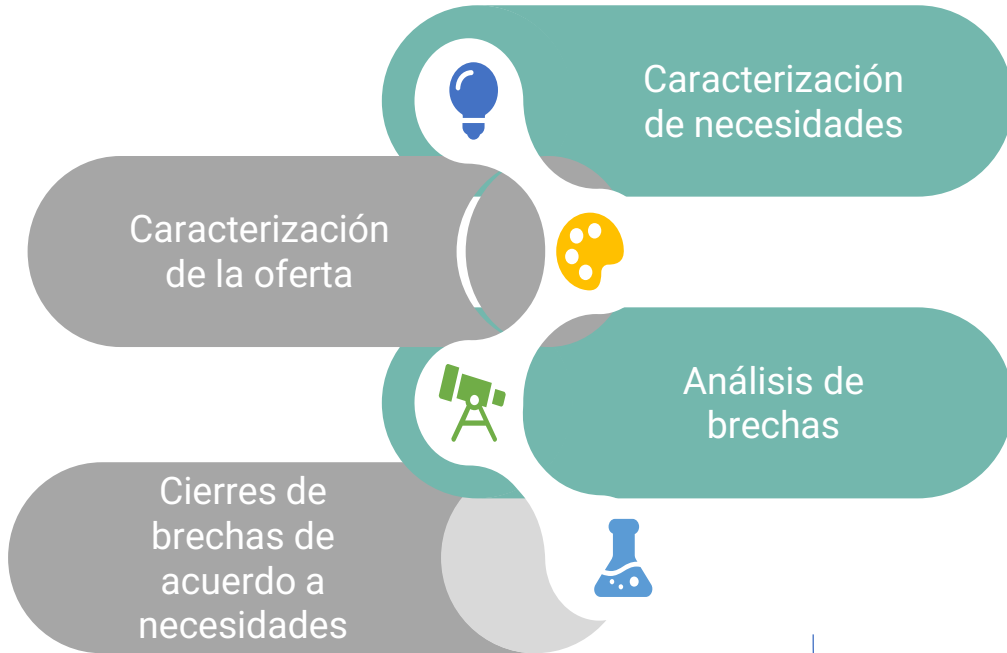 Caracterización
de necesidades
Caracterización
de la oferta
Análisis de
brechas
Cierres de
brechas de
acuerdo a
necesidades